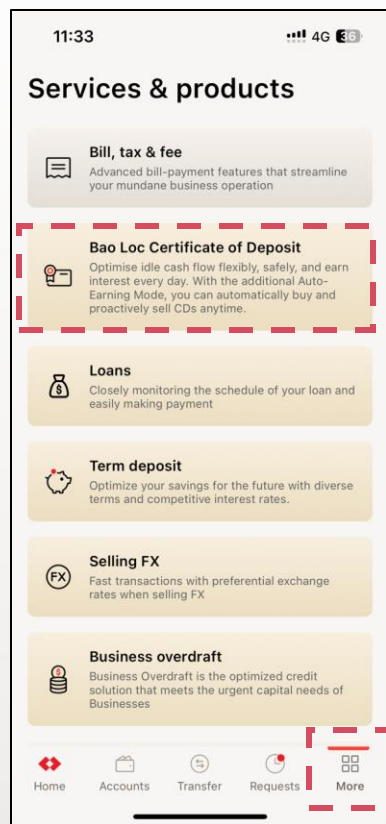 11:33
4G 36
Services & products
Bill, tax & fee
Advanced bill-payment features that streamline
your mundane business operation
Bao Loc Certificate of Deposit
Optimise idle cash flow flexibly, safely, and earn
interest every day. With the additional Auto-
Earning Mode, you can automatically buy and
proactively sell CDs anytime.
Loans
Closely monitoring the schedule of your loan and
easily making payment
Term deposit
Optimize your savings for the future with diverse
terms and competitive interest rates.
FX
Selling FX
Fast transactions with preferential exchange
rates when selling FX
Business overdraft
Business Overdraft is the optimized credit
solution that meets the urgent capital needs of
Businesses
Home Accounts Transfer Requests More